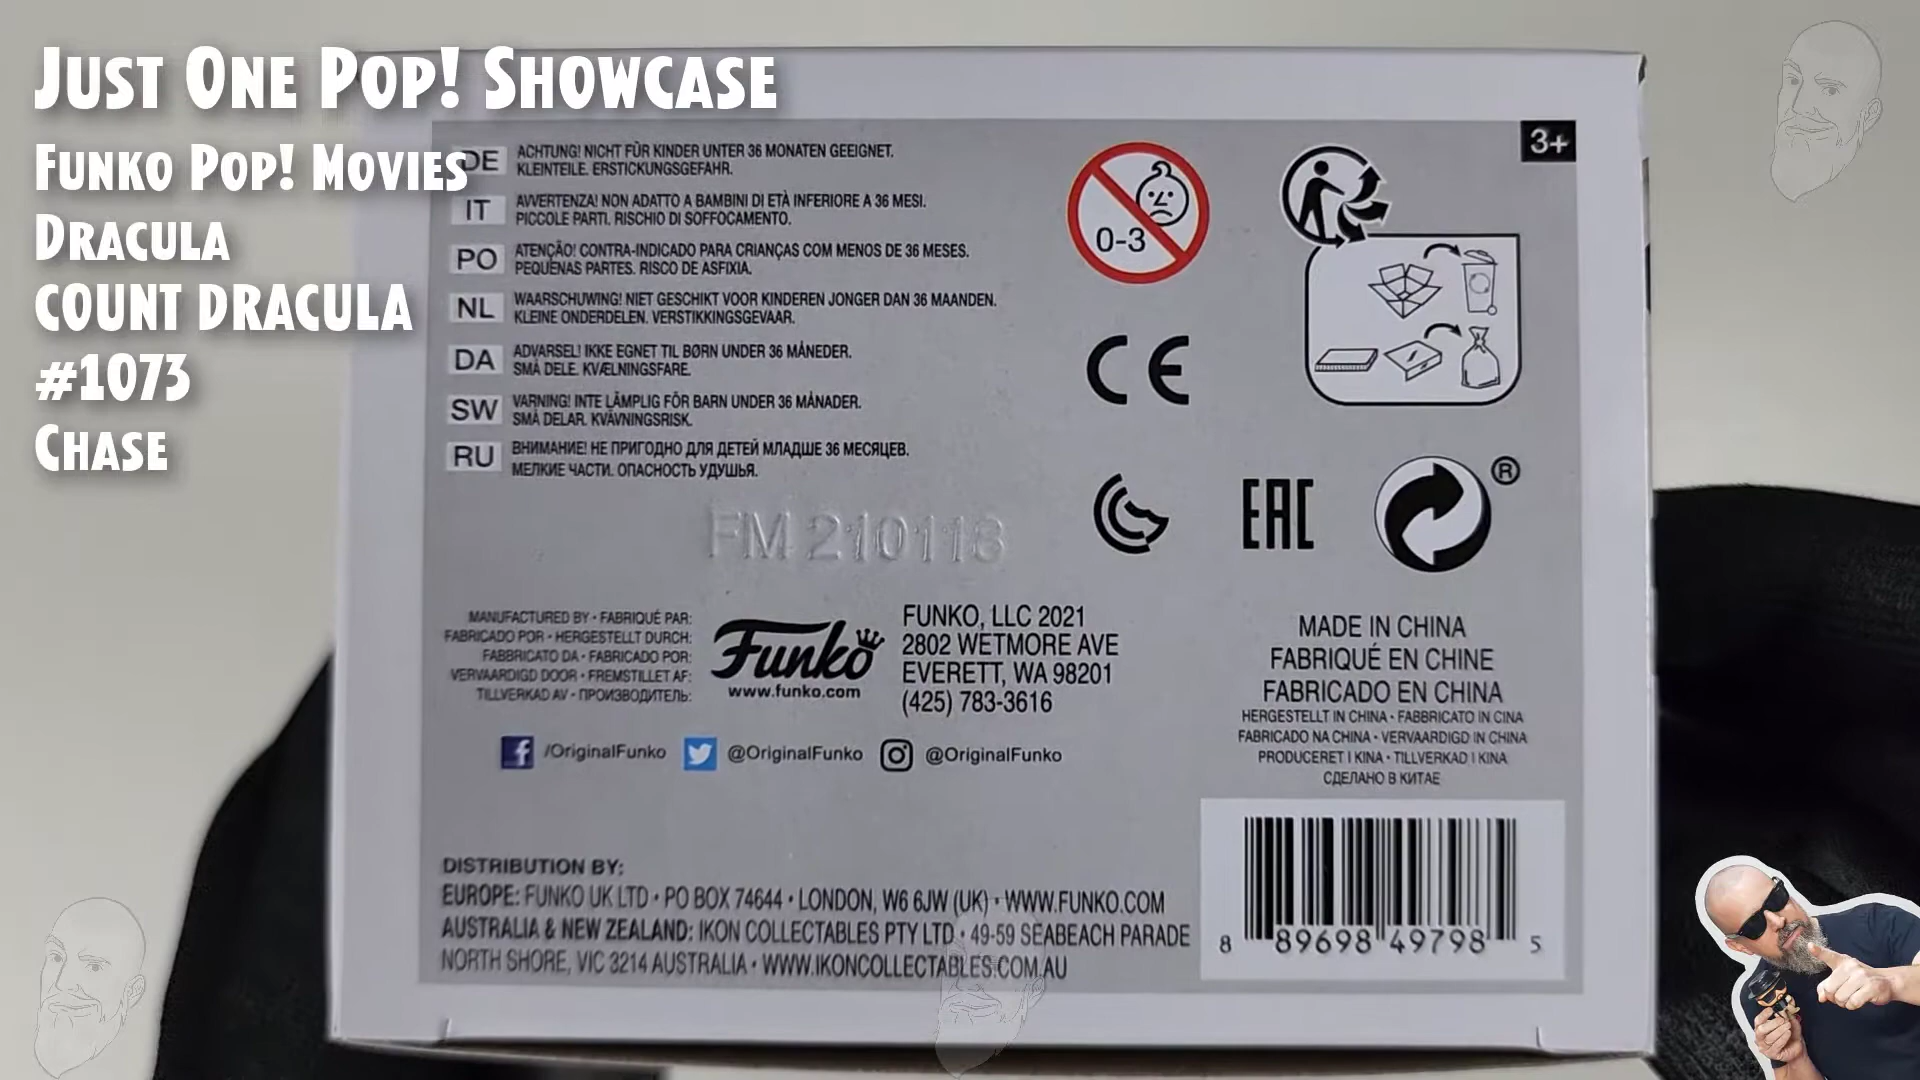 JUST ONE POP! SHOWCASE
FUNKO POP! MOVIES
DRACULA
COUNT DRACULA
#1073
CHASE
DE ACHTUNG! NICHT FÜR KINDER UNTER 36 MONATEN GEEIGNET.
KLEINTEILE. ERSTICKUNGSGEFAHR.
IT AVVERTENZA! NON ADATTO A BAMBINI DI ETÀ INFERIORE A 36 MESI.
PICCOLE PARTI. RISCHIO DI SOFFOCAMENTO.
PO ATENÇÃO! CONTRA-INDICADO PARA CRIANÇAS COM MENOS DE 36 MESES.
PEQUENAS PARTES. RISCO DE ASFIXIA.
NL WAARSCHUWING! NIET GESCHIKT VOOR KINDEREN JONGER DAN 36 MAANDEN.
KLEINE ONDERDELEN. VERSTIKKINGSGEVAAR.
DA ADVARSEL! IKKE EGNET TIL BØRN UNDER 36 MÅNEDER.
SMÅ DELE. KVÆLNINGSFARE.
SW VARNING! INTE LÄMPLIG FÖR BARN UNDER 36 MÅNADER.
SMÅ DELAR. KVÄVNINGSRISK.
RU ВНИМАНИЕ! НЕ ПРИГОДНО ДЛЯ ДЕТЕЙ МЛАДШЕ 36 МЕСЯЦЕВ.
МЕЛКИЕ ЧАСТИ. ОПАСНОСТЬ УДУШЬЯ.
0-3
3+
CE
EAC
®
FM 210118
MANUFACTURED BY • FABRIQUÉ PAR:
FABRICADO POR • HERGESTELLT DURCH:
FABBRICATO DA • FABRICADO POR:
VERVAARDIGD DOOR • FREMSTILLET AF:
TILLVERKAD AV • ПРОИЗВОДИТЕЛЬ:
Funko
www.funko.com
FUNKO, LLC 2021
2802 WETMORE AVE
EVERETT, WA 98201
(425) 783-3616
MADE IN CHINA
FABRIQUÉ EN CHINE
FABRICADO EN CHINA
HERGESTELLT IN CHINA • FABBRICATO IN CINA
FABRICADO NA CHINA • VERVAARDIGD IN CHINA
PRODUCERET I KINA • TILLVERKAD I KINA
СДЕЛАНО В КИТАЕ
/OriginalFunko @OriginalFunko @OriginalFunko
DISTRIBUTION BY:
EUROPE: FUNKO UK LTD • PO BOX 74644 • LONDON, W6 6JW (UK) • WWW.FUNKO.COM
AUSTRALIA & NEW ZEALAND: IKON COLLECTABLES PTY LTD • 49-59 SEABEACH PARADE
NORTH SHORE, VIC 3214 AUSTRALIA • WWW.IKONCOLLECTABLES.COM.AU
8 89698 49798 5